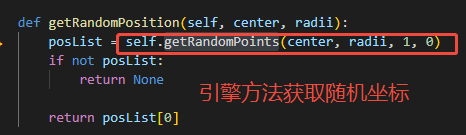 def getRandomPosition(self, center, radii):
posList = self.getRandomPoints(center, radii, 1, 0)
if not posList:
return None
引擎方法获取随机坐标
return posList[0]